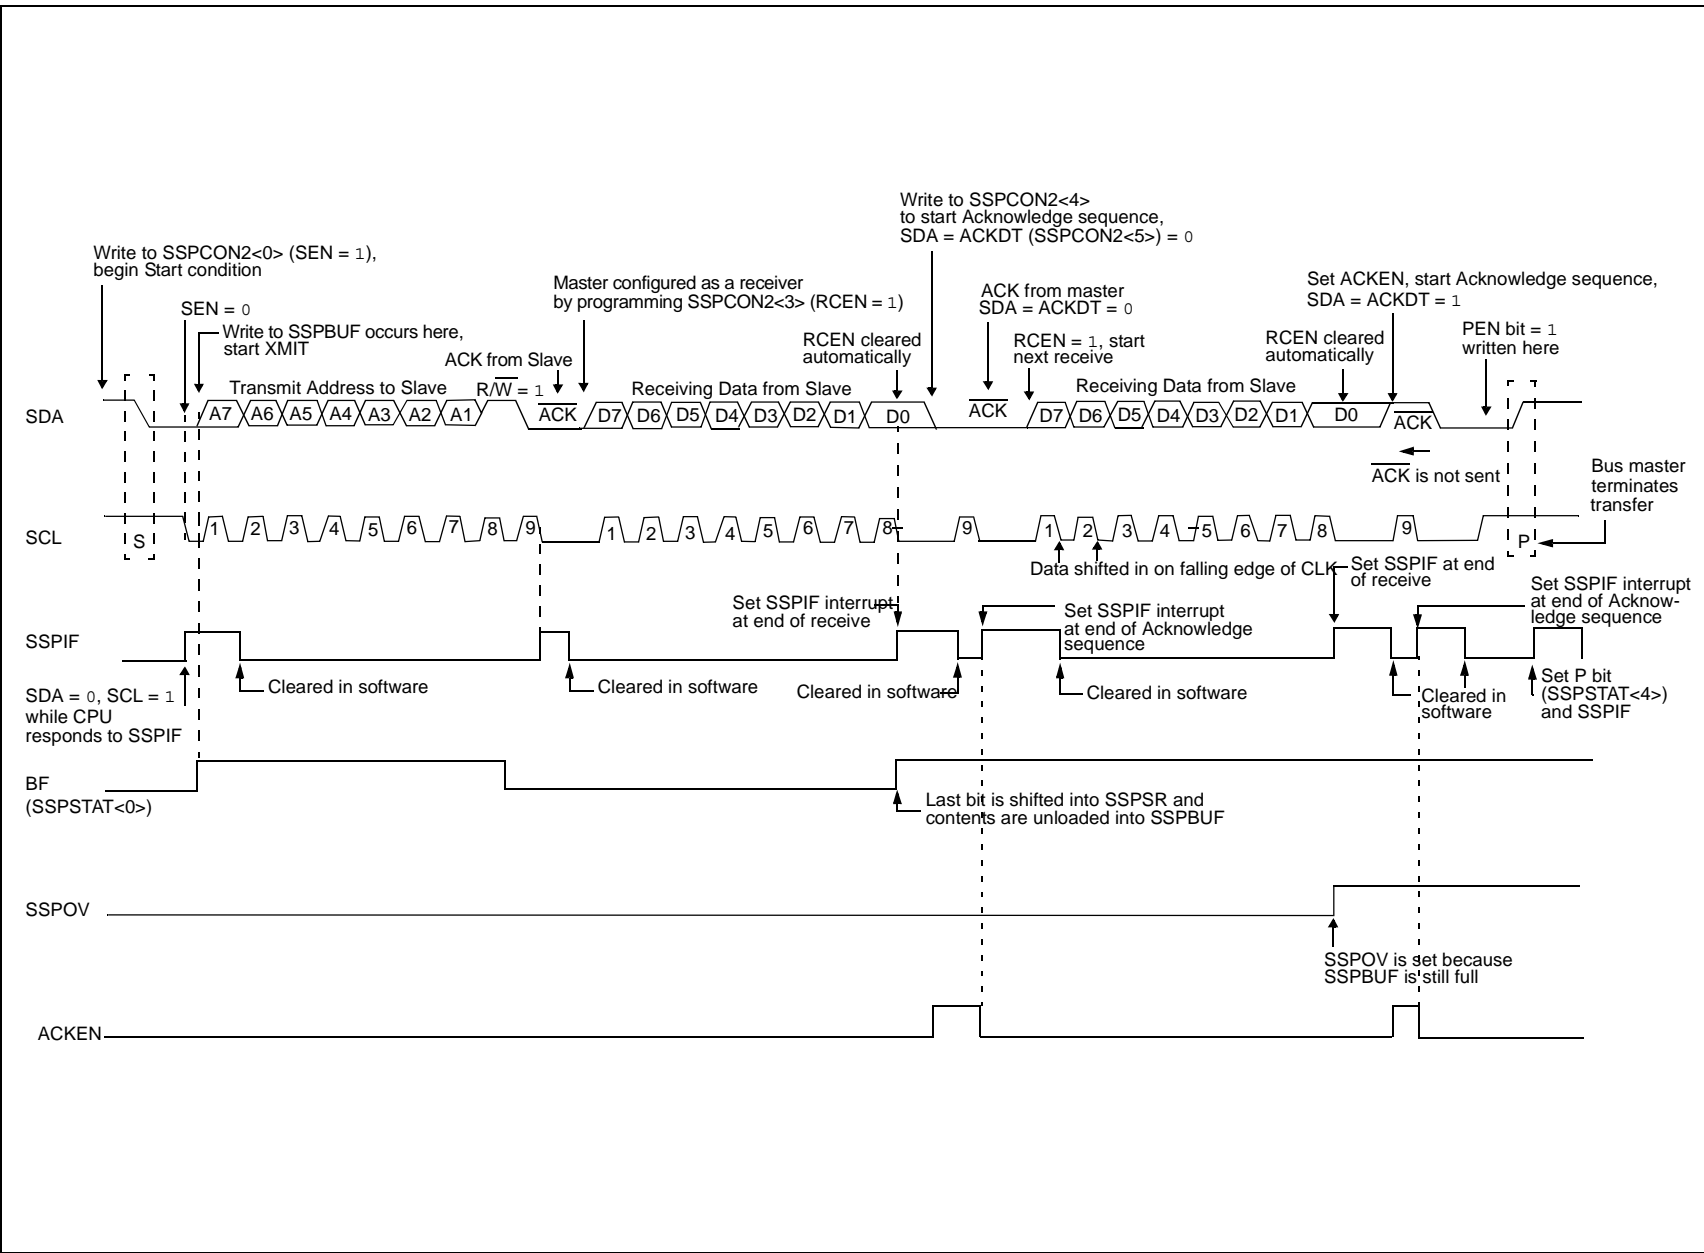 Write to SSPCON2<4>
to start Acknowledge sequence,
SDA = ACKDT (SSPCON2<5>) = 0
Write to SSPCON2<0> (SEN = 1),
begin Start condition
Master configured as a receiver
by programming SSPCON2<3> (RCEN = 1)
ACK from master
SDA = ACKDT = 0
Set ACKEN, start Acknowledge sequence,
SDA = ACKDT = 1
SEN = 0
Write to SSPBUF occurs here,
start XMIT
RCEN cleared
automatically
RCEN = 1, start
next receive
RCEN cleared
automatically
PEN bit = 1
written here
ACK from Slave
Transmit Address to Slave
R/W = 1
Receiving Data from Slave
Receiving Data from Slave
SDA
A7 A6 A5 A4 A3 A2 A1
ACK
D7 D6 D5 D4 D3 D2 D1 D0
ACK
D7 D6 D5 D4 D3 D2 D1 D0
ACK
ACK is not sent
Bus master
terminates
transfer
SCL
S
1 2 3 4 5 6 7 8 9
1 2 3 4 5 6 7 8 9
1 2 3 4 5 6 7 8 9
P
Data shifted in on falling edge of CLK
Set SSPIF at end
of receive
Set SSPIF interrupt
at end of receive
Set SSPIF interrupt
at end of Acknowledge
sequence
Set SSPIF interrupt
at end of Acknow-
ledge sequence
SSPIF
Cleared in software
Cleared in software
Cleared in software
Cleared in software
Cleared in
software
Set P bit
(SSPSTAT<4>)
and SSPIF
SDA = 0, SCL = 1
while CPU
responds to SSPIF
BF
(SSPSTAT<0>)
Last bit is shifted into SSPSR and
contents are unloaded into SSPBUF
SSPOV
SSPOV is set because
SSPBUF is still full
ACKEN